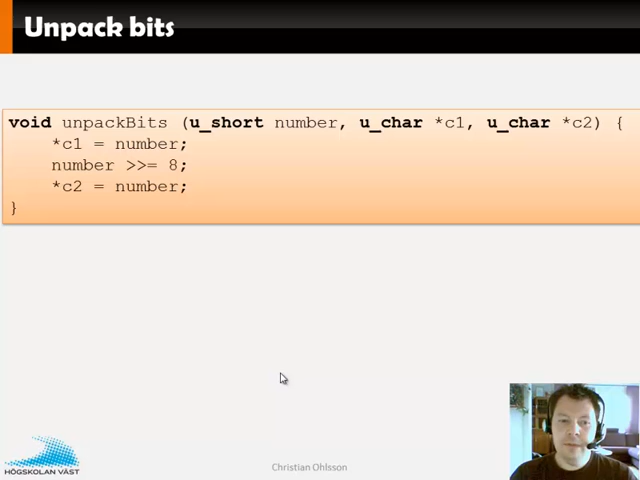 Unpack bits
void unpackBits (u_short number, u_char *c1, u_char *c2) {
*c1 = number;
number >>= 8;
*c2 = number;
}
HÖGSKOLAN VÄST
Christian Ohlsson